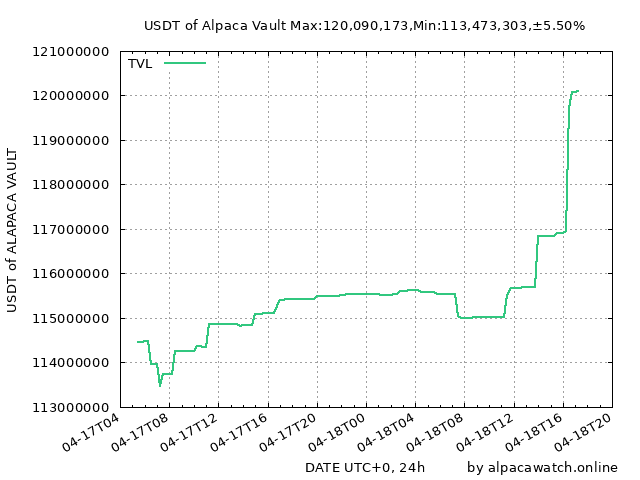 USDT of Alpaca Vault Max:120,090,173,Min:113,473,303,±5.50%
121000000
TVL
120000000
119000000
118000000
117000000
116000000
115000000
114000000
113000000
USDT of ALAPACA VAULT
04-17T04
04-17T08
04-17T12
04-17T16
04-17T20
04-18T00
04-18T04
04-18T08
04-18T12
04-18T16
04-18T20
DATE UTC+0, 24h
by alpacawatch.online